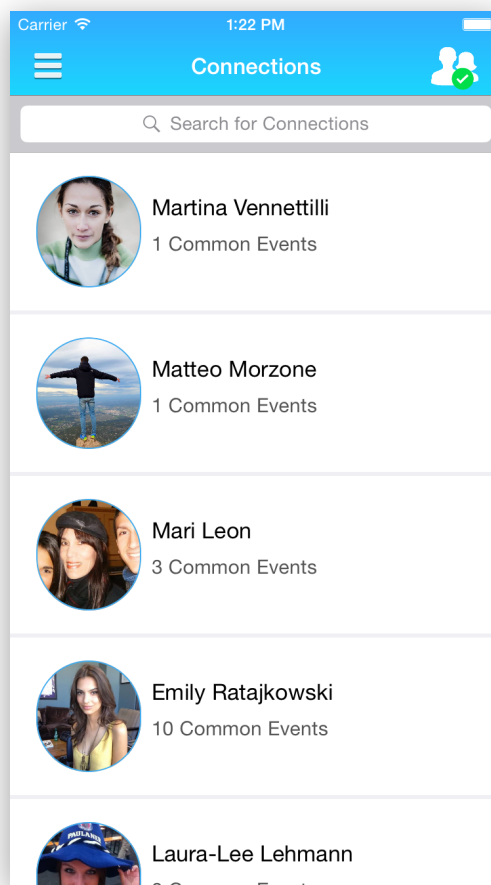 Carrier 1:22 PM
Connections
Search for Connections
Martina Vennettilli
1 Common Events
Matteo Morzone
1 Common Events
Mari Leon
3 Common Events
Emily Ratajkowski
10 Common Events
PAULANER
Laura-Lee Lehmann